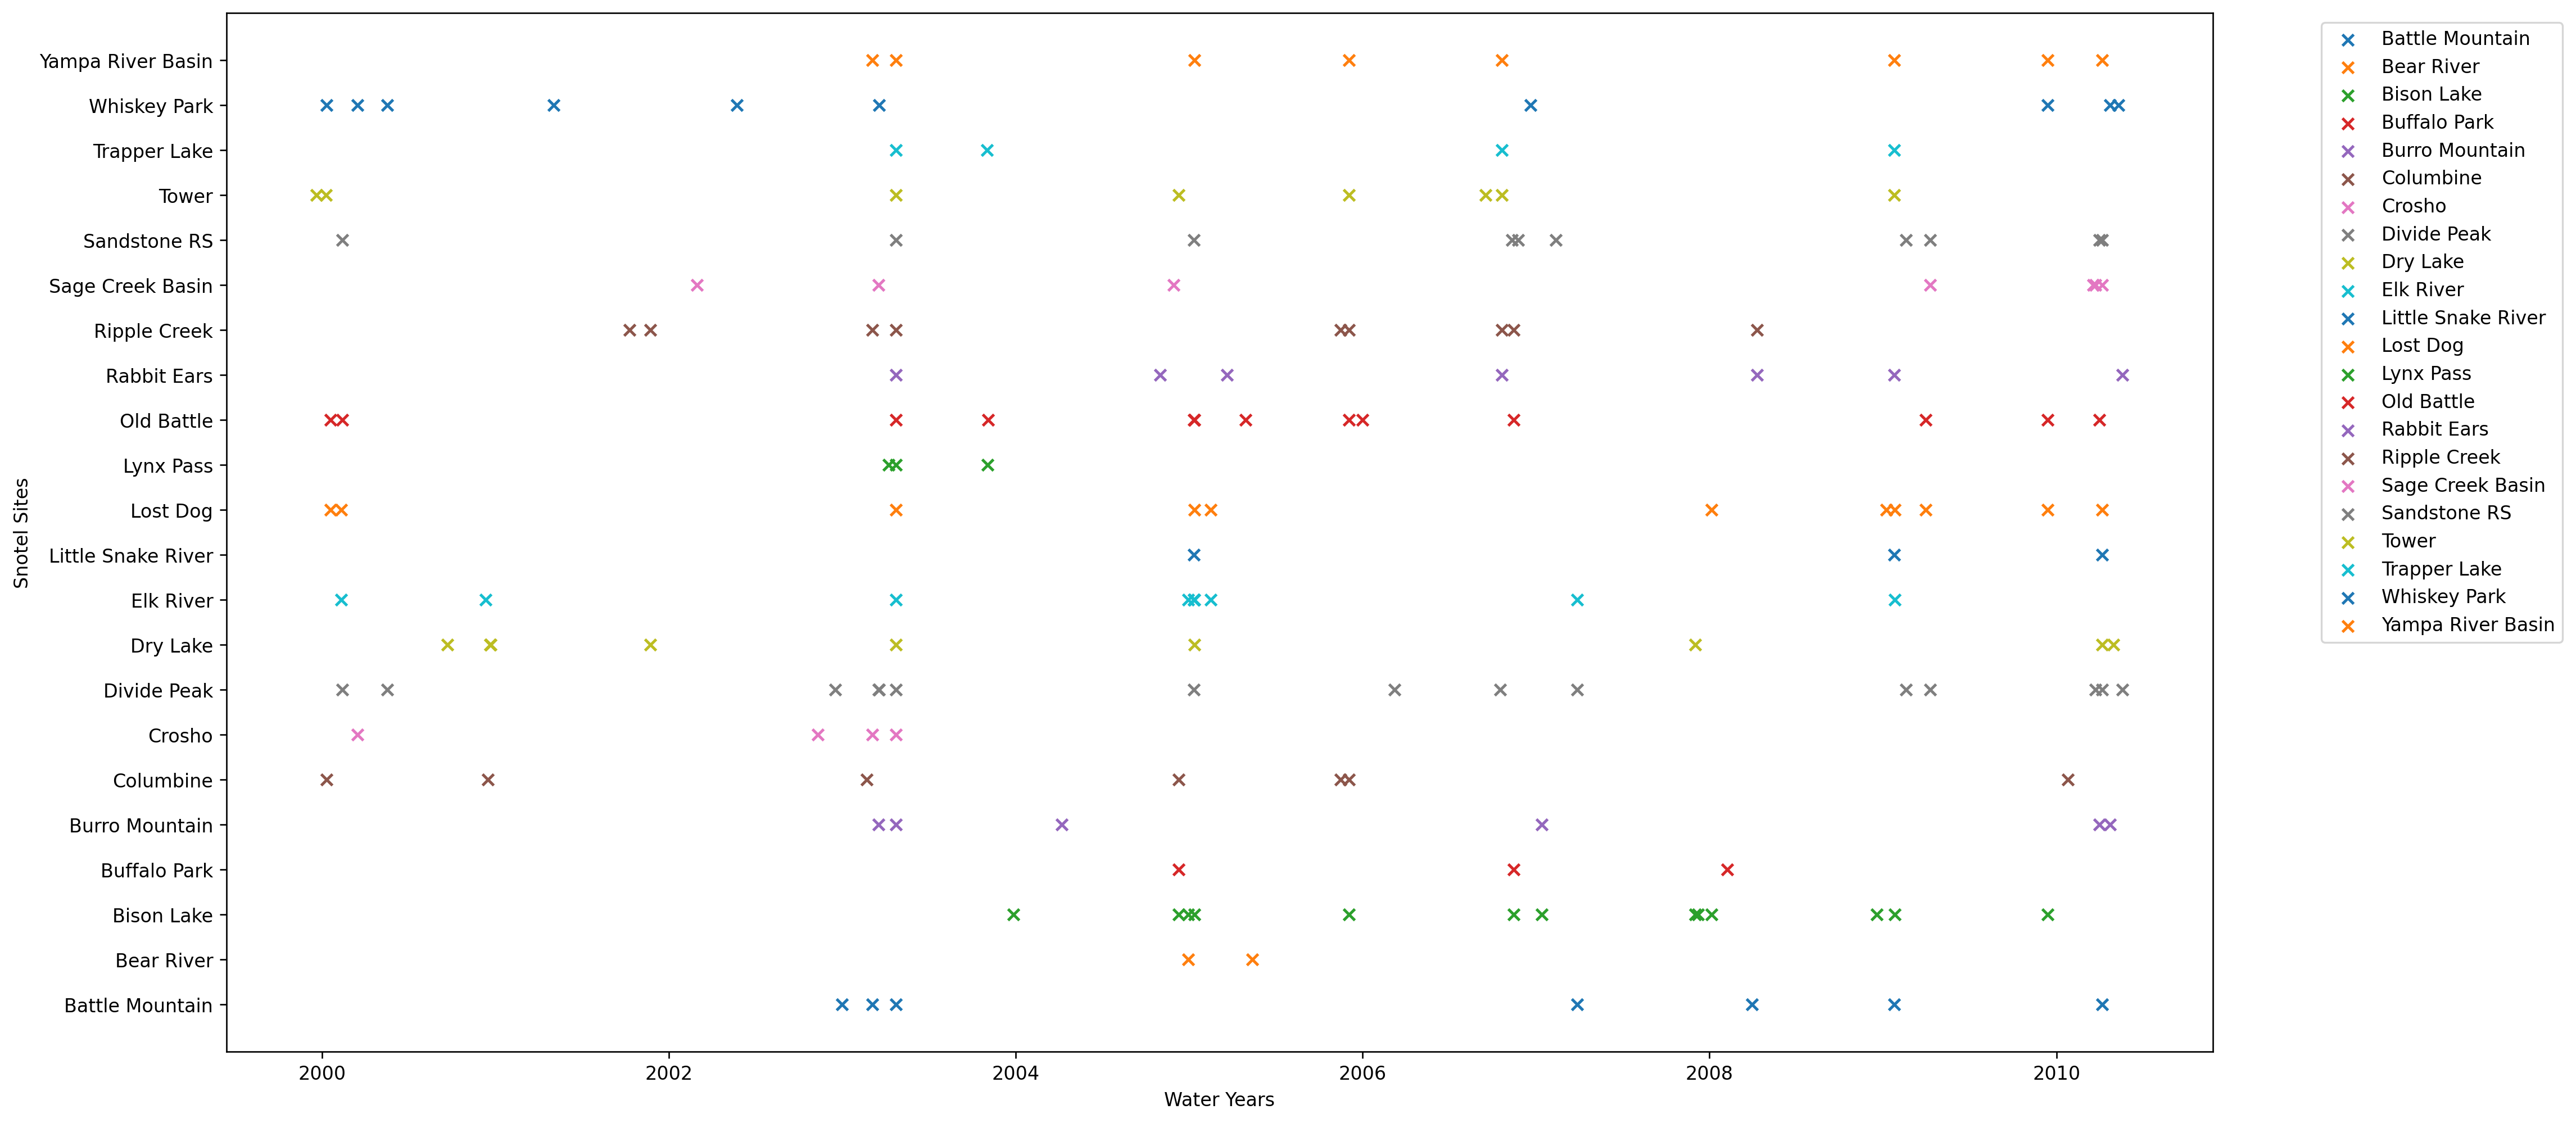 Yampa River Basin
Whiskey Park
Trapper Lake
Tower
Sandstone RS
Sage Creek Basin
Ripple Creek
Rabbit Ears
Old Battle
Lynx Pass
Lost Dog
Little Snake River
Elk River
Dry Lake
Divide Peak
Crosho
Columbine
Burro Mountain
Buffalo Park
Bison Lake
Bear River
Battle Mountain
Snotel Sites
2000 2002 2004 2006 2008 2010
Water Years
Battle Mountain
Bear River
Bison Lake
Buffalo Park
Burro Mountain
Columbine
Crosho
Divide Peak
Dry Lake
Elk River
Little Snake River
Lost Dog
Lynx Pass
Old Battle
Rabbit Ears
Ripple Creek
Sage Creek Basin
Sandstone RS
Tower
Trapper Lake
Whiskey Park
Yampa River Basin